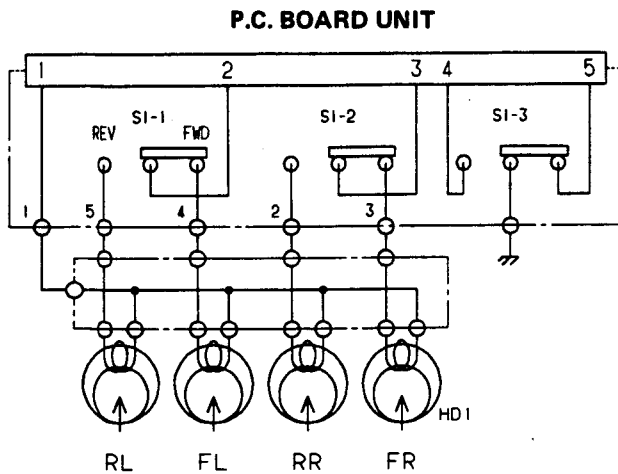 P.C. BOARD UNIT
1 2 3 4 5
S1-1 S1-2 S1-3
REV FWD
1 5 4 2 3
HD1
RL FL RR FR